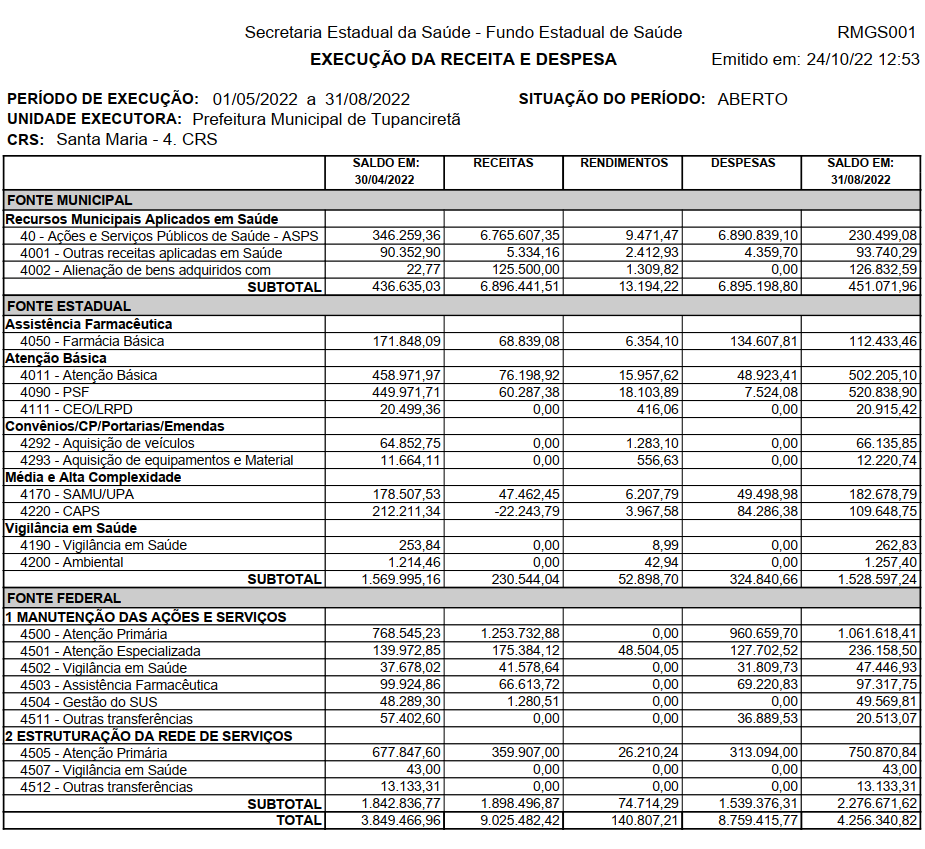 Secretaria Estadual da Saúde - Fundo Estadual de Saúde RMGS001
EXECUÇÃO DA RECEITA E DESPESA Emitido em: 24/10/22 12:53
PERÍODO DE EXECUÇÃO: 01/05/2022 a 31/08/2022 SITUAÇÃO DO PERÍODO: ABERTO
UNIDADE EXECUTORA: Prefeitura Municipal de Tupanciretã
CRS: Santa Maria - 4. CRS
SALDO EM: RECEITAS RENDIMENTOS DESPESAS SALDO EM:
30/04/2022 31/08/2022
FONTE MUNICIPAL
Recursos Municipais Aplicados em Saúde
40 - Ações e Serviços Públicos de Saúde - ASPS 346.259,36 6.765.607,35 9.471,47 6.890.839,10 230.499,08
4001 - Outras receitas aplicadas em Saúde 90.352,90 5.334,16 2.412,93 4.359,70 93.740,29
4002 - Alienação de bens adquiridos com 22,77 125.500,00 1.309,82 0,00 126.832,59
SUBTOTAL 436.635,03 6.896.441,51 13.194,22 6.895.198,80 451.071,96
FONTE ESTADUAL
Assistência Farmacêutica
4050 - Farmácia Básica 171.848,09 68.839,08 6.354,10 134.607,81 112.433,46
Atenção Básica
4011 - Atenção Básica 458.971,97 76.198,92 15.957,62 48.923,41 502.205,10
4090 - PSF 449.971,71 60.287,38 18.103,89 7.524,08 520.838,90
4111 - CEO/LRPD 20.499,36 0,00 416,06 0,00 20.915,42
Convênios/CP/Portarias/Emendas
4292 - Aquisição de veículos 64.852,75 0,00 1.283,10 0,00 66.135,85
4293 - Aquisição de equipamentos e Material 11.664,11 0,00 556,63 0,00 12.220,74
Média e Alta Complexidade
4170 - SAMU/UPA 178.507,53 47.462,45 6.207,79 49.498,98 182.678,79
4220 - CAPS 212.211,34 -22.243,79 3.967,58 84.286,38 109.648,75
Vigilância em Saúde
4190 - Vigilância em Saúde 253,84 0,00 8,99 0,00 262,83
4200 - Ambiental 1.214,46 0,00 42,94 0,00 1.257,40
SUBTOTAL 1.569.995,16 230.544,04 52.898,70 324.840,66 1.528.597,24
FONTE FEDERAL
1 MANUTENÇÃO DAS AÇÕES E SERVIÇOS
4500 - Atenção Primária 768.545,23 1.253.732,88 0,00 960.659,70 1.061.618,41
4501 - Atenção Especializada 139.972,85 175.384,12 48.504,05 127.702,52 236.158,50
4502 - Vigilância em Saúde 37.678,02 41.578,64 0,00 31.809,73 47.446,93
4503 - Assistência Farmacêutica 99.924,86 66.613,72 0,00 69.220,83 97.317,75
4504 - Gestão do SUS 48.289,30 1.280,51 0,00 0,00 49.569,81
4511 - Outras transferências 57.402,60 0,00 0,00 36.889,53 20.513,07
2 ESTRUTURAÇÃO DA REDE DE SERVIÇOS
4505 - Atenção Primária 677.847,60 359.907,00 26.210,24 313.094,00 750.870,84
4507 - Vigilância em Saúde 43,00 0,00 0,00 0,00 43,00
4512 - Outras transferências 13.133,31 0,00 0,00 0,00 13.133,31
SUBTOTAL 1.842.836,77 1.898.496,87 74.714,29 1.539.376,31 2.276.671,62
TOTAL 3.849.466,96 9.025.482,42 140.807,21 8.759.415,77 4.256.340,82